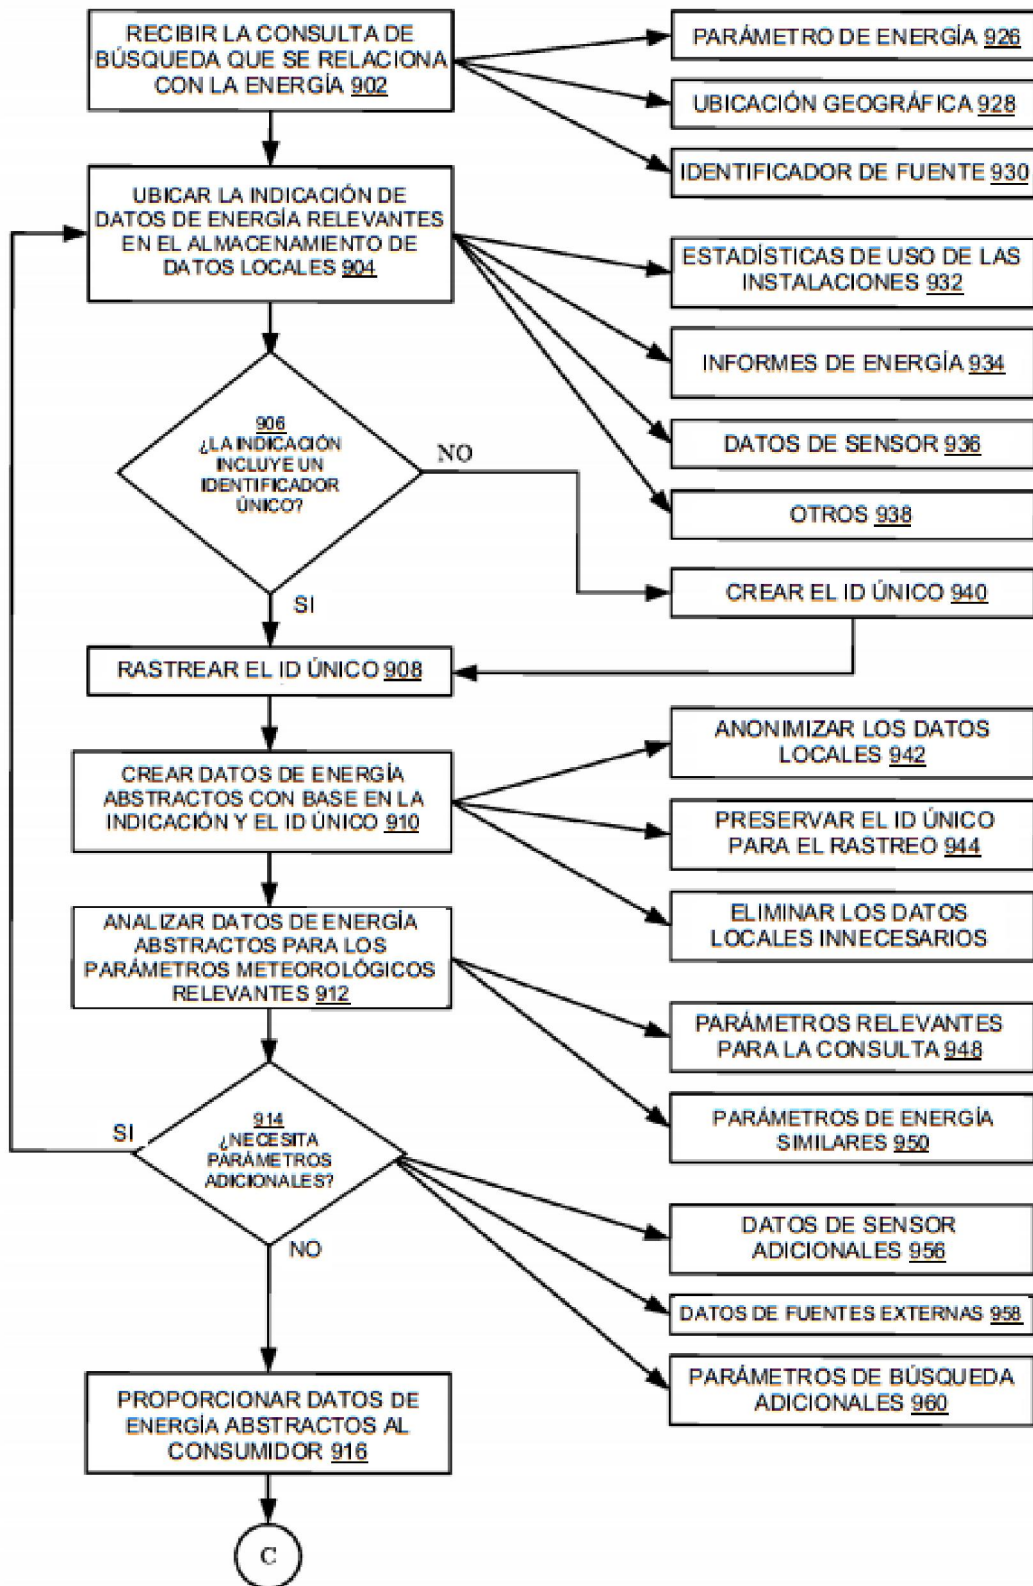 RECIBIR LA CONSULTA DE
BÚSQUEDA QUE SE RELACIONA
CON LA ENERGÍA 902
PARÁMETRO DE ENERGÍA 926
UBICACIÓN GEOGRÁFICA 928
IDENTIFICADOR DE FUENTE 930
UBICAR LA INDICACIÓN DE
DATOS DE ENERGÍA RELEVANTES
EN EL ALMACENAMIENTO DE
DATOS LOCALES 904
ESTADÍSTICAS DE USO DE LAS
INSTALACIONES 932
INFORMES DE ENERGÍA 934
DATOS DE SENSOR 936
OTROS 938
906
¿LA INDICACIÓN
INCLUYE UN
IDENTIFICADOR
ÚNICO?
NO
SI
CREAR EL ID ÚNICO 940
RASTREAR EL ID ÚNICO 908
CREAR DATOS DE ENERGÍA
ABSTRACTOS CON BASE EN LA
INDICACIÓN Y EL ID ÚNICO 910
ANONIMIZAR LOS DATOS
LOCALES 942
PRESERVAR EL ID ÚNICO
PARA EL RASTREO 944
ELIMINAR LOS DATOS
LOCALES INNECESARIOS
ANALIZAR DATOS DE ENERGÍA
ABSTRACTOS PARA LOS
PARÁMETROS METEOROLÓGICOS
RELEVANTES 912
PARÁMETROS RELEVANTES
PARA LA CONSULTA 948
PARÁMETROS DE ENERGÍA
SIMILARES 950
914
¿NECESITA
PARÁMETROS
ADICIONALES?
SI
NO
DATOS DE SENSOR
ADICIONALES 956
DATOS DE FUENTES EXTERNAS 958
PARÁMETROS DE BÚSQUEDA
ADICIONALES 960
PROPORCIONAR DATOS DE
ENERGÍA ABSTRACTOS AL
CONSUMIDOR 916
C